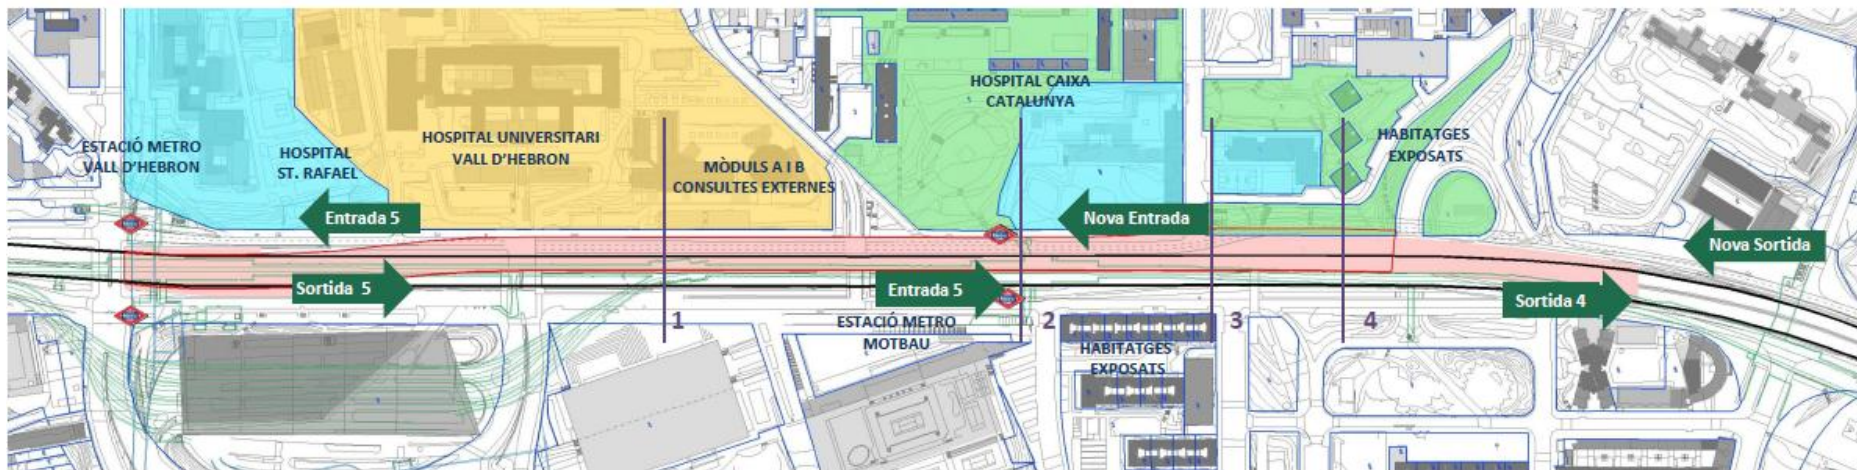 HOSPITAL CAIXA
CATALUNYA
ESTACIÓ METRO
VALL D'HEBRON
HOSPITAL
ST. RAFAEL
HOSPITAL UNIVERSITARI
VALL D'HEBRON
MÒDULS A I B
CONSULTES EXTERNES
HABITATGES
EXPOSATS
Entrada 5
Nova Entrada
Nova Sortida
Sortida 5
Entrada 5
Sortida 4
1
2
3
4
ESTACIÓ METRO
MOTBAU
HABITATGES
EXPOSATS